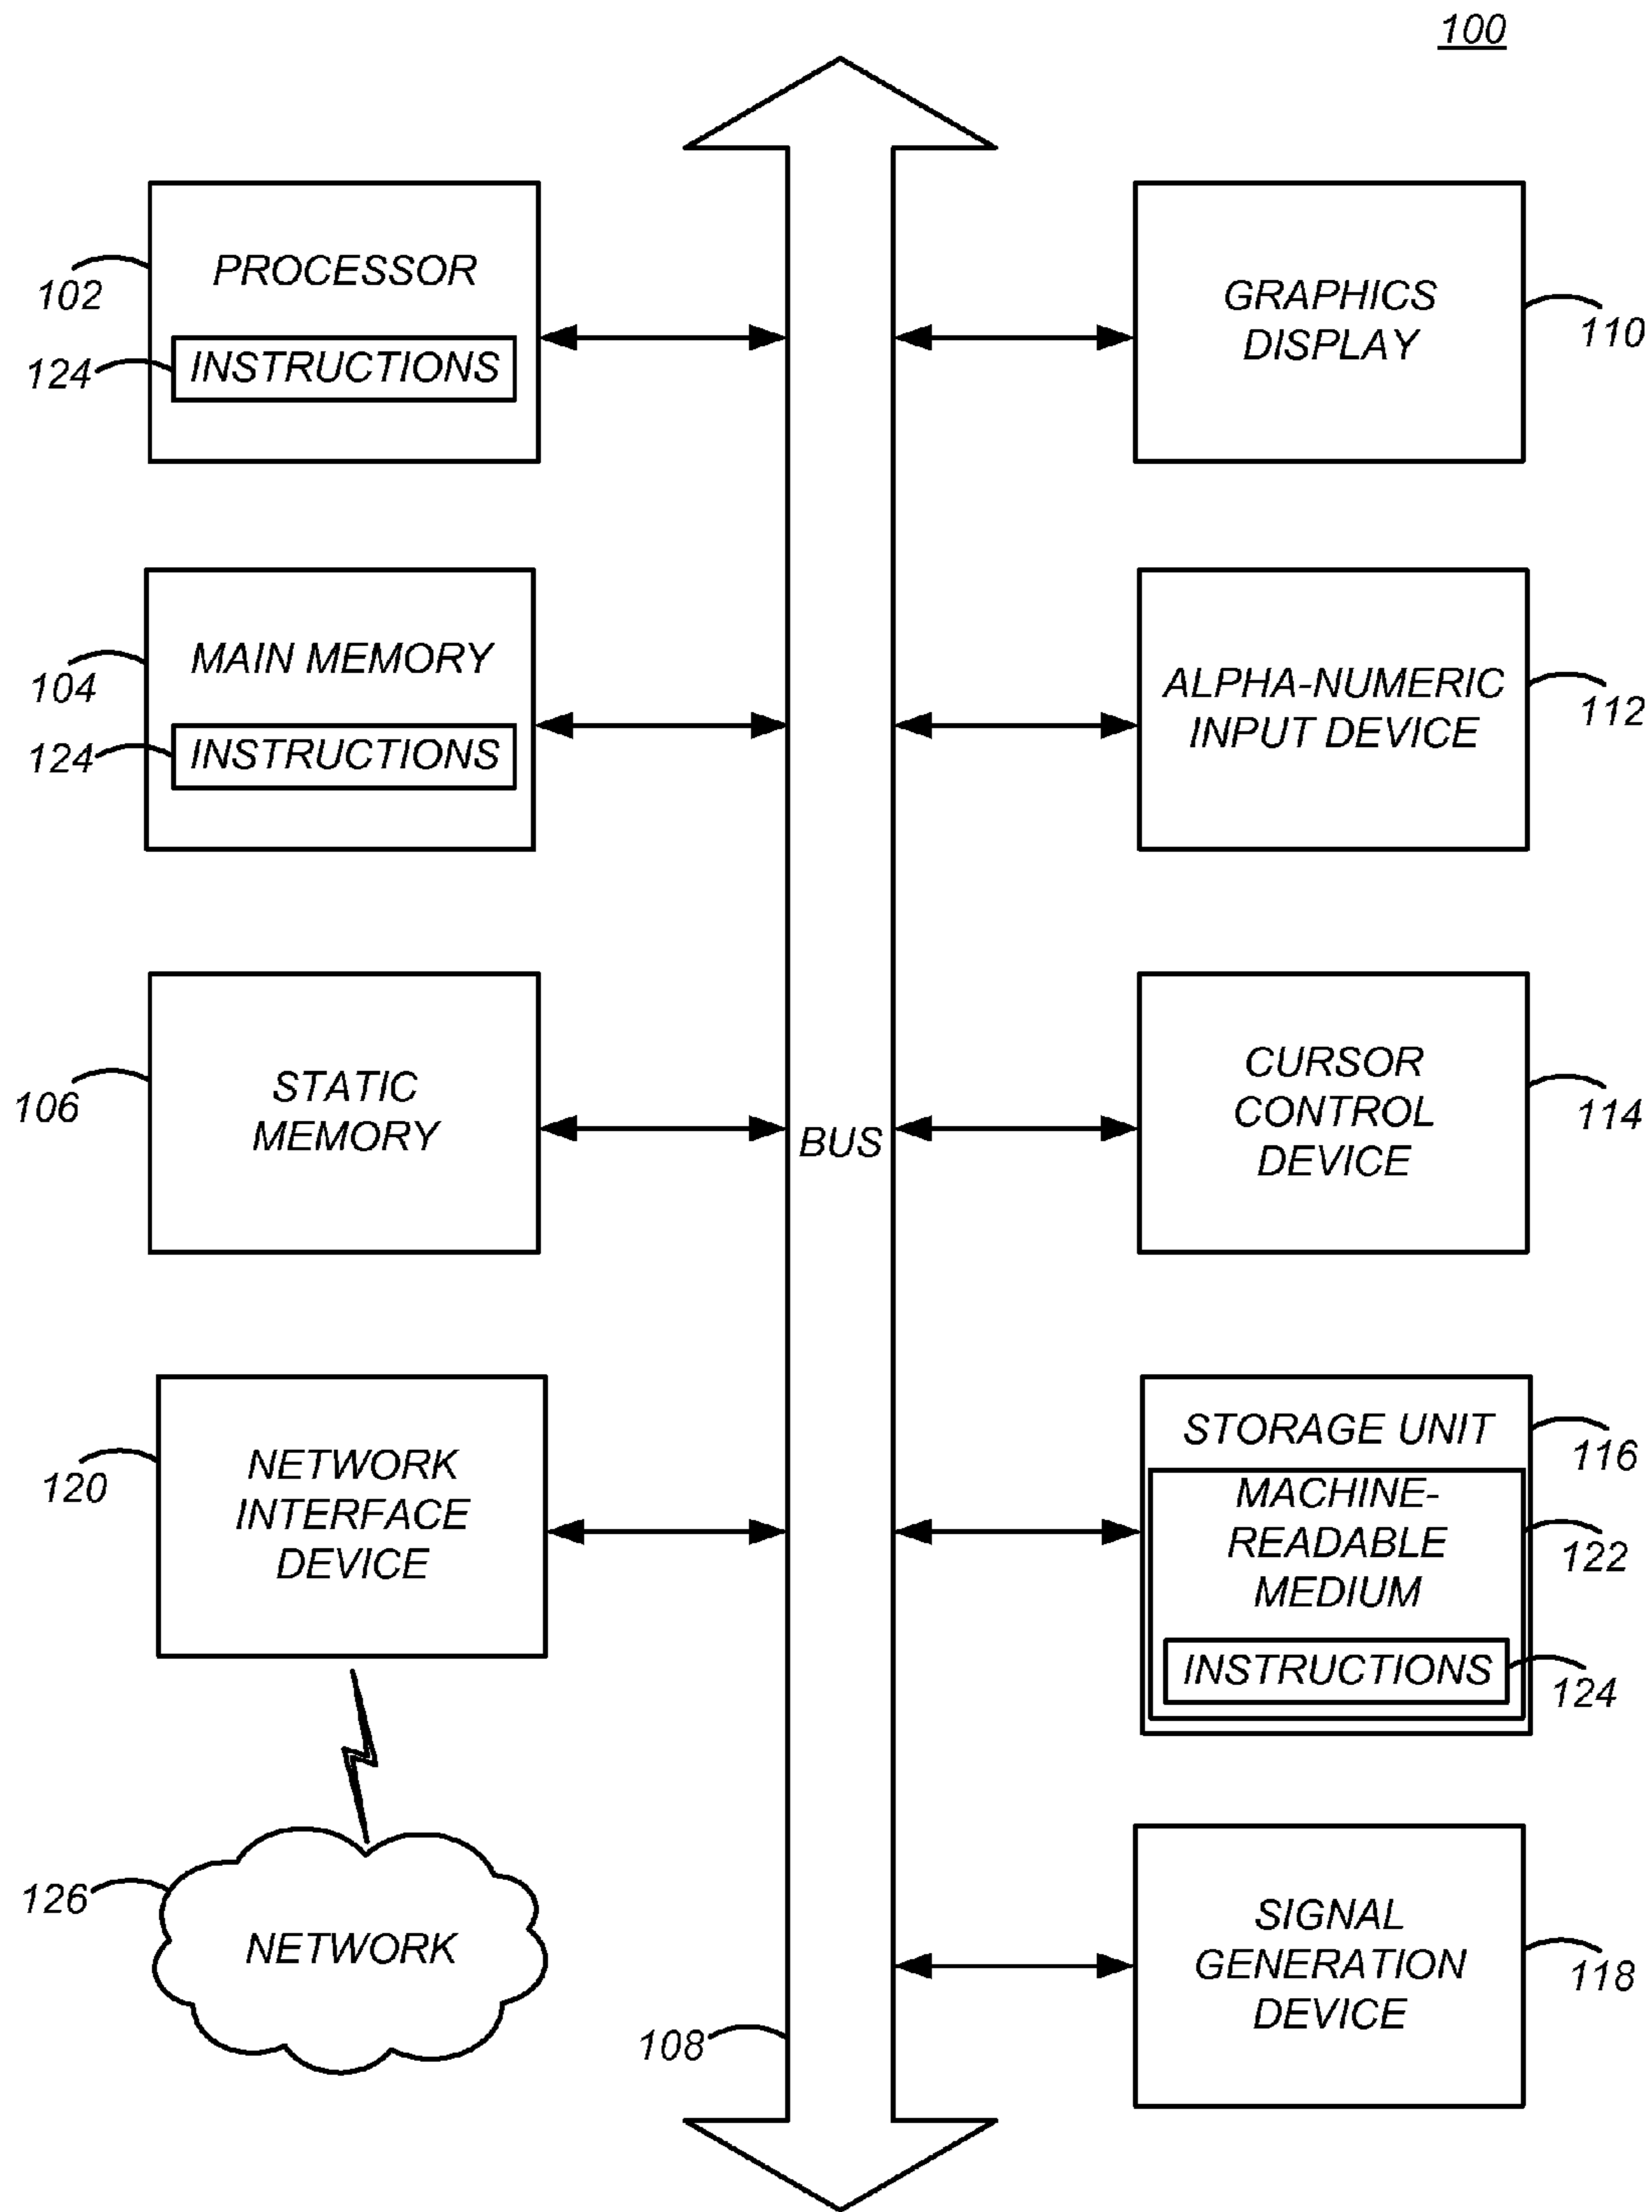 100
PROCESSOR
102
INSTRUCTIONS
124
GRAPHICS
DISPLAY
110
MAIN MEMORY
104
INSTRUCTIONS
124
ALPHA-NUMERIC
INPUT DEVICE
112
STATIC
MEMORY
106
BUS
CURSOR
CONTROL
DEVICE
114
NETWORK
INTERFACE
DEVICE
120
STORAGE UNIT
116
MACHINE-
READABLE
MEDIUM
122
INSTRUCTIONS
124
126
NETWORK
108
SIGNAL
GENERATION
DEVICE
118